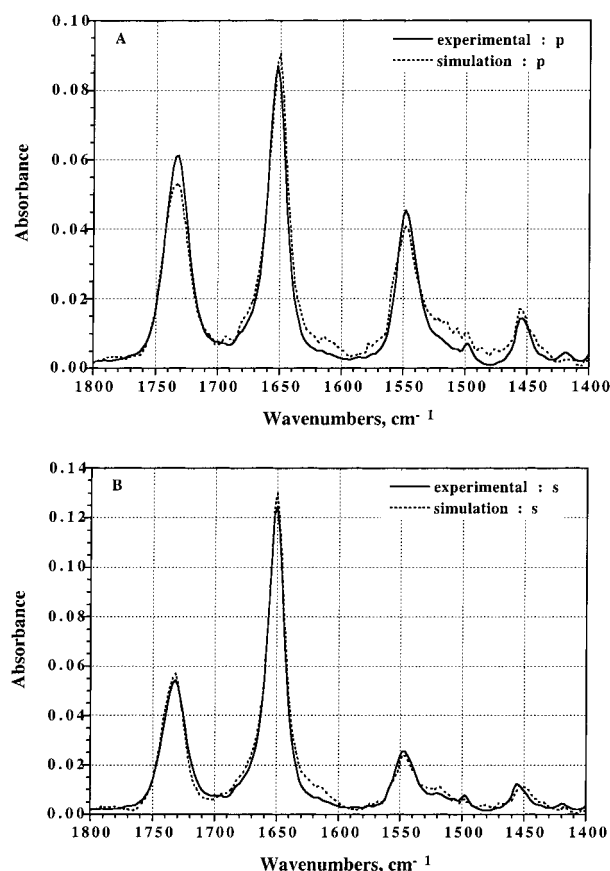 A
experimental : p
simulation : p
0.10
0.08
0.06
0.04
0.02
0.00
Absorbance
1800 1750 1700 1650 1600 1550 1500 1450 1400
Wavenumbers, cm- 1
B
experimental : s
simulation : s
0.14
0.12
0.10
0.08
0.06
0.04
0.02
0.00
Absorbance
1800 1750 1700 1650 1600 1550 1500 1450 1400
Wavenumbers, cm- 1